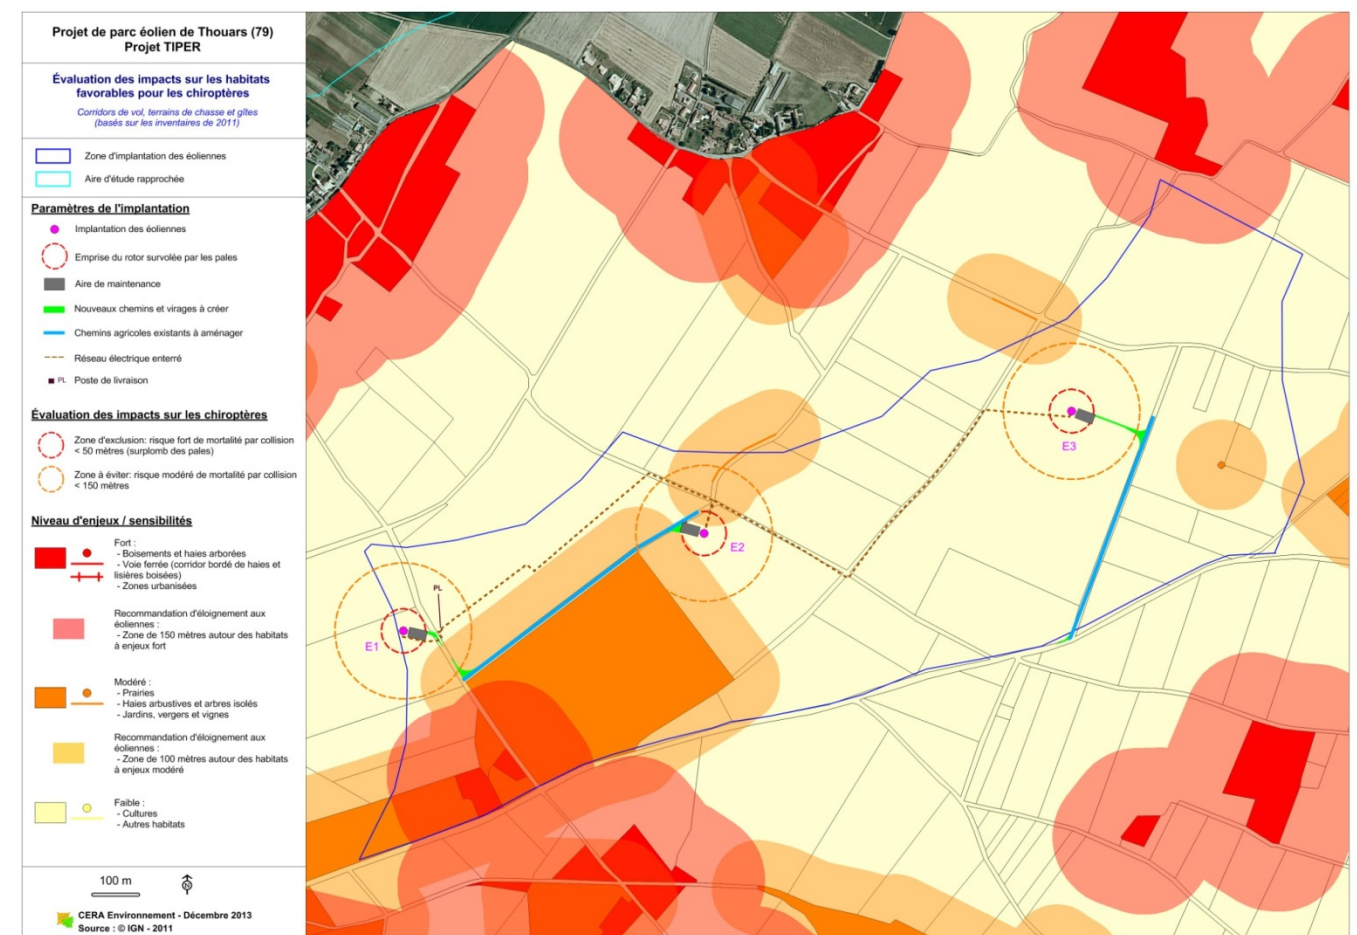 Projet de parc éolien de Thouars (79)
Projet TIPER
Évaluation des impacts sur les habitats
favorables pour les chiroptères
Corridors de vol, terrains de chasse et gîtes
(basés sur les inventaires de 2011)
Zone d'implantation des éoliennes
Aire d'étude rapprochée
Paramètres de l'implantation
Implantation des éoliennes
Emprise du rotor survolée par les pales
Aire de maintenance
Nouveaux chemins et virages à créer
Chemins agricoles existants à aménager
Réseau électrique enterré
PL Poste de livraison
Évaluation des impacts sur les chiroptères
Zone d'exclusion: risque fort de mortalité par collision
< 50 mètres (surplomb des pales)
Zone à éviter: risque modéré de mortalité par collision
< 150 mètres
Niveau d'enjeux / sensibilités
Fort :
- Boisements et haies arborées
- Voie ferrée (corridor bordé de haies et
lisières boisées)
- Zones urbanisées
Recommandation d'éloignement aux
éoliennes :
- Zone de 150 mètres autour des habitats
à enjeux fort
Modéré :
- Prairies
- Haies arbustives et arbres isolés
- Jardins, vergers et vignes
Recommandation d'éloignement aux
éoliennes :
- Zone de 100 mètres autour des habitats
à enjeux modéré
Faible :
- Cultures
- Autres habitats
100 m
N
CERA Environnement - Décembre 2013
Source : © IGN - 2011
E3
E2
PL
E1